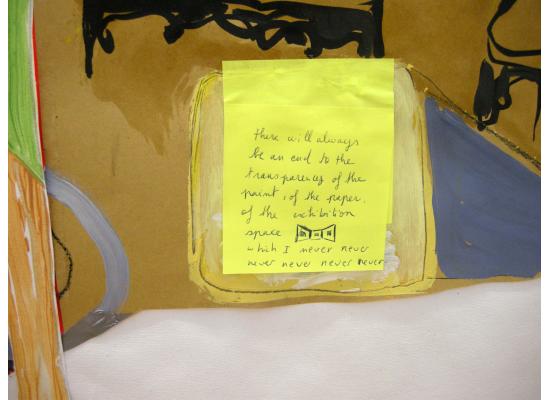 there will always
be an end to the
transparency of the
paint, of the paper,
of the exhibition
space
which I never never
never never never never